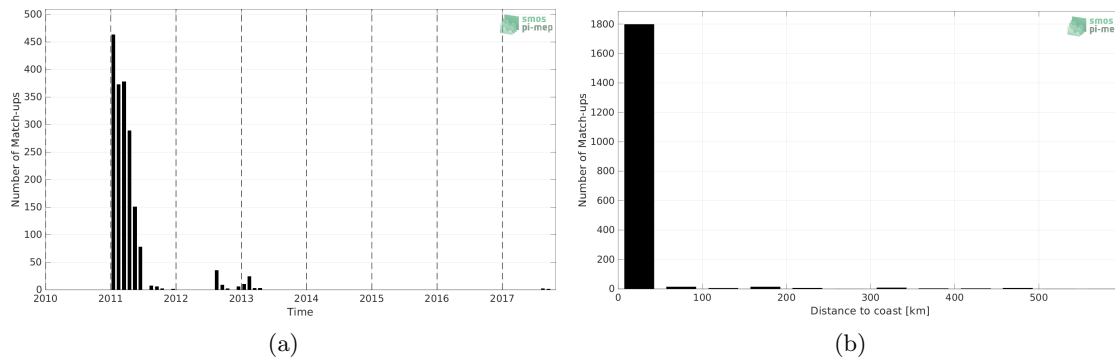 500
450
400
350
300
250
200
150
100
50
0
Number of Match-ups
2010 2011 2012 2013 2014 2015 2016 2017
Time
smos
pi-mep
(a)
1800
1600
1400
1200
1000
800
600
400
200
0
Number of Match-ups
0 100 200 300 400 500
Distance to coast [km]
smos
pi-mep
(b)